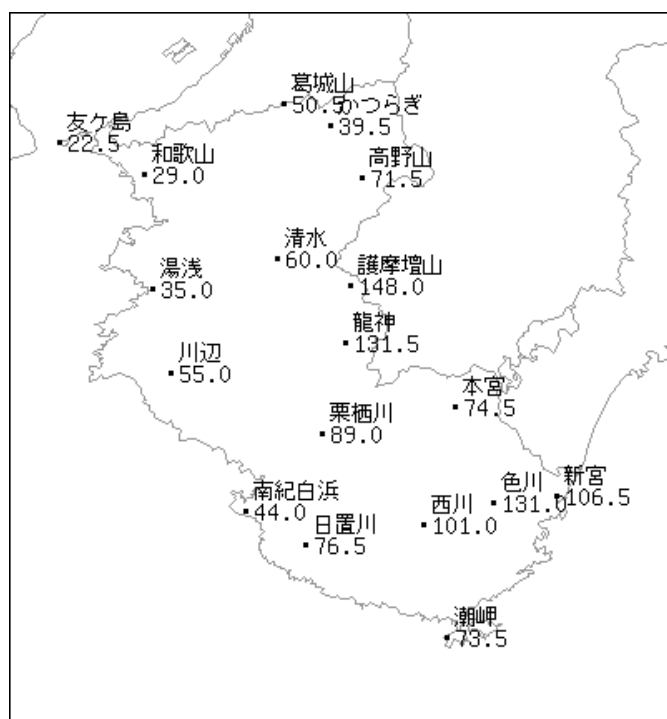 葛城山
50.5
かつらぎ
39.5
友ケ島
22.5
和歌山
29.0
高野山
71.5
清水
60.0
護摩壇山
148.0
湯浅
35.0
龍神
131.5
川辺
55.0
本宮
74.5
栗栖川
89.0
新宮
106.5
色川
131.0
南紀白浜
44.0
西川
101.0
日置川
76.5
潮岬
73.5